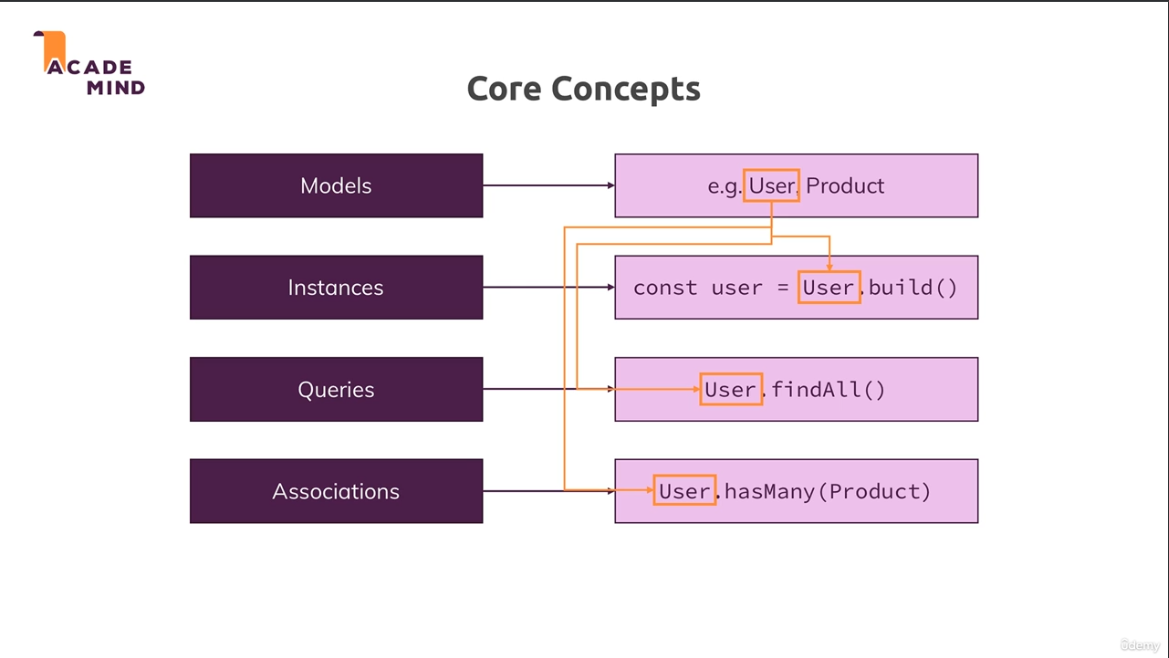 ACADE
MIND
Core Concepts
Models
e.g. User, Product
Instances
const user = User.build()
Queries
User.findAll()
Associations
User.hasMany(Product)
ûdemy